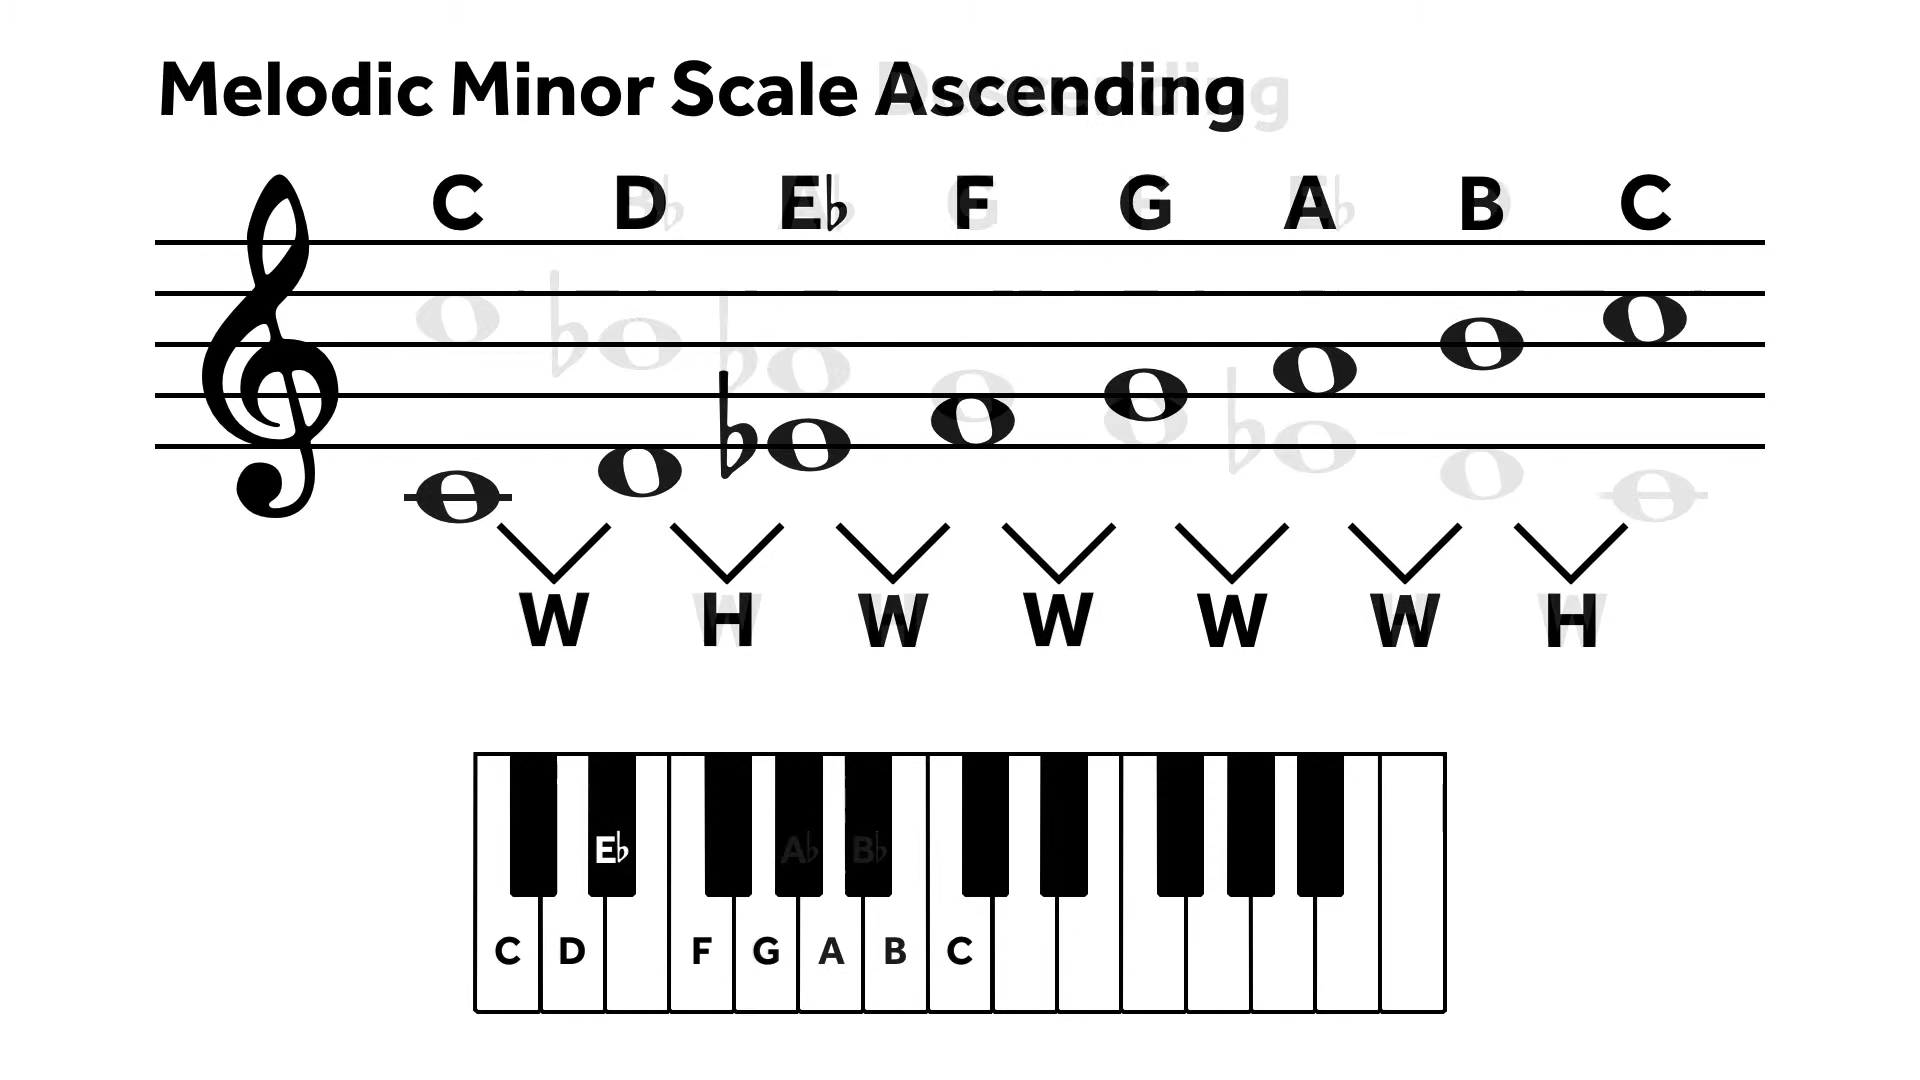 Melodic Minor Scale Ascending
C D E♭ F G A B C
W H W W W W H
E♭ A♭ B♭
C D F G A B C